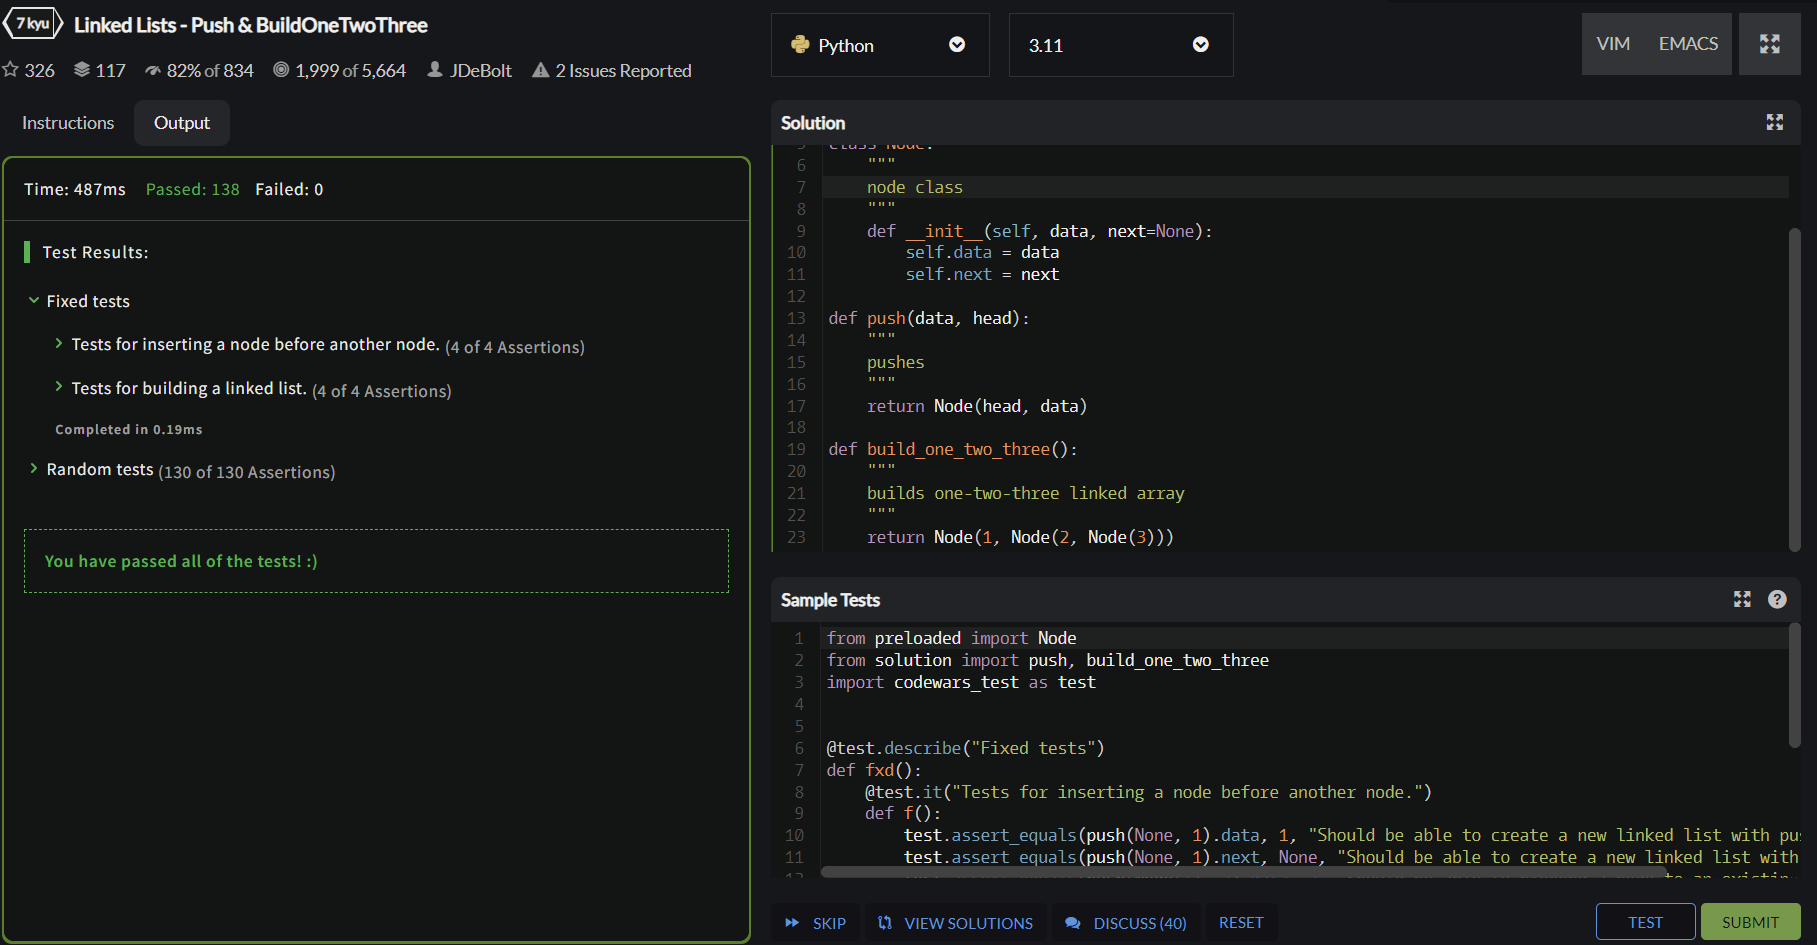 7 kyu Linked Lists - Push & BuildOneTwoThree
326 117 82% of 834 1,999 of 5,664 JDeBolt 2 Issues Reported
Instructions Output
Time: 487ms Passed: 138 Failed: 0
Test Results:
Fixed tests
Tests for inserting a node before another node. (4 of 4 Assertions)
Tests for building a linked list. (4 of 4 Assertions)
Completed in 0.19ms
Random tests (130 of 130 Assertions)
You have passed all of the tests! :)
Python 3.11 VIM EMACS
Solution
5 class Node:
6     """
7     node class
8     """
9     def __init__(self, data, next=None):
10         self.data = data
11         self.next = next
12
13 def push(data, head):
14     """
15     pushes
16     """
17     return Node(head, data)
18
19 def build_one_two_three():
20     """
21     builds one-two-three linked array
22     """
23     return Node(1, Node(2, Node(3)))
Sample Tests ?
1 from preloaded import Node
2 from solution import push, build_one_two_three
3 import codewars_test as test
4
5
6 @test.describe("Fixed tests")
7 def fxd():
8     @test.it("Tests for inserting a node before another node.")
9     def f():
10         test.assert_equals(push(None, 1).data, 1, "Should be able to create a new linked list with pu
11         test.assert_equals(push(None, 1).next, None, "Should be able to create a new linked list with
SKIP VIEW SOLUTIONS DISCUSS (40) RESET TEST SUBMIT